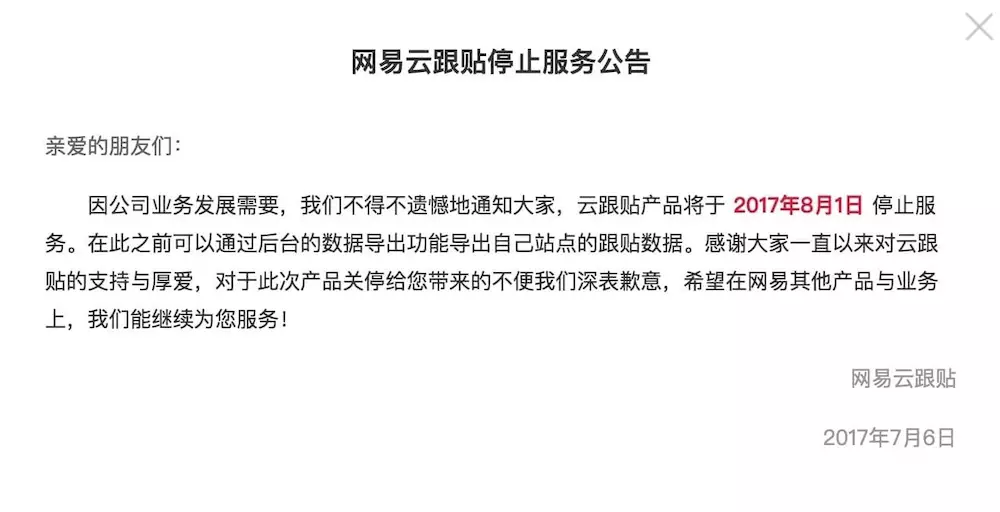 网易云跟贴停止服务公告
亲爱的朋友们：
因公司业务发展需要，我们不得不遗憾地通知大家，云跟贴产品将于 2017年8月1日 停止服
务。在此之前可以通过后台的数据导出功能导出自己站点的跟贴数据。感谢大家一直以来对云跟
贴的支持与厚爱，对于此次产品关停给您带来的不便我们深表歉意，希望在网易其他产品与业务
上，我们能继续为您服务！
网易云跟贴
2017年7月6日